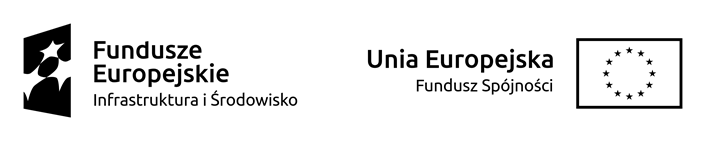 Fundusze
Europejskie
Infrastruktura i Środowisko
Unia Europejska
Fundusz Spójności